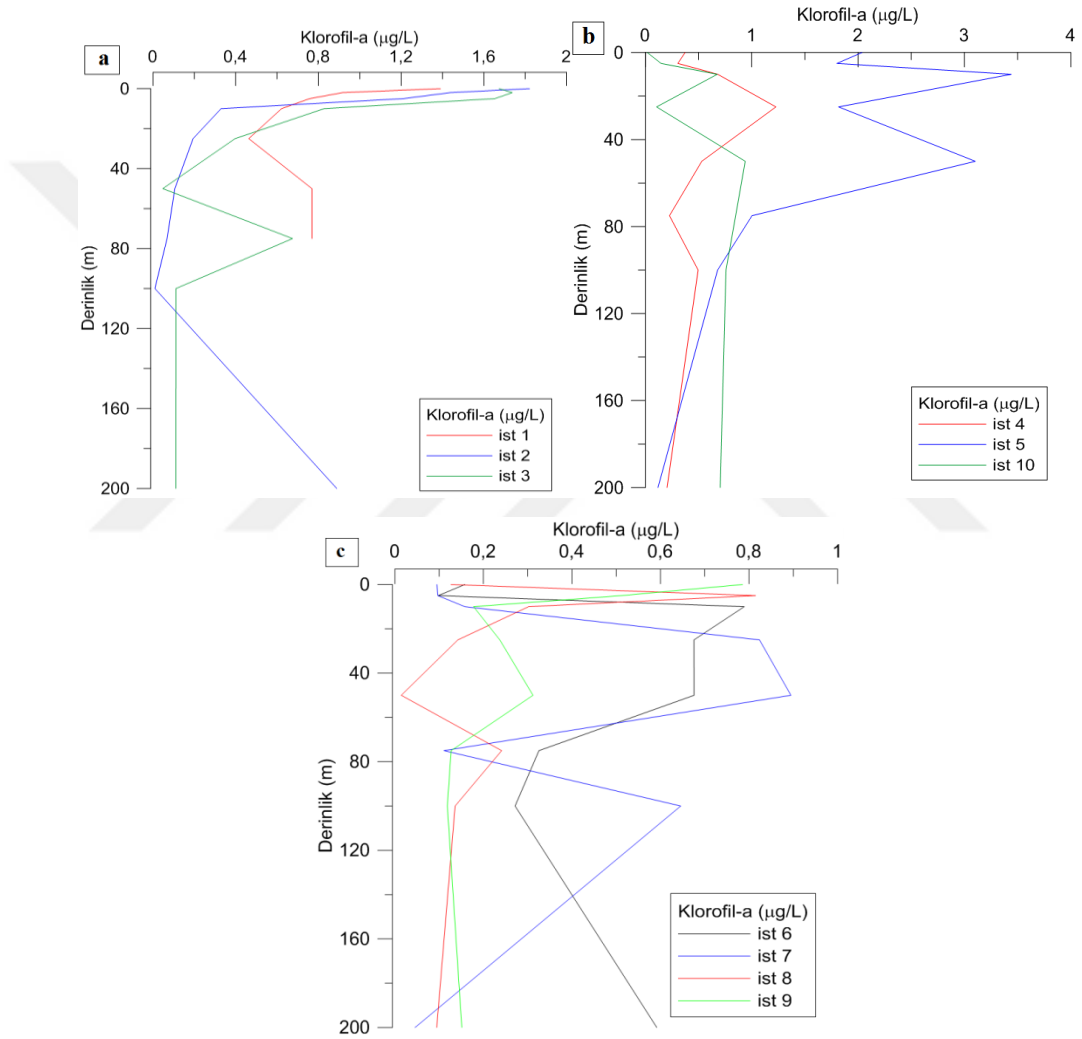 a
Klorofil-a (µg/L)
0 0,4 0,8 1,2 1,6 2
Derinlik (m)
0
40
80
120
160
200
Klorofil-a (µg/L)
ist 1
ist 2
ist 3
b
Klorofil-a (µg/L)
0 1 2 3 4
Derinlik (m)
0
40
80
120
160
200
Klorofil-a (µg/L)
ist 4
ist 5
ist 10
c
Klorofil-a (µg/L)
0 0,2 0,4 0,6 0,8 1
Derinlik (m)
0
40
80
120
160
200
Klorofil-a (µg/L)
ist 6
ist 7
ist 8
ist 9